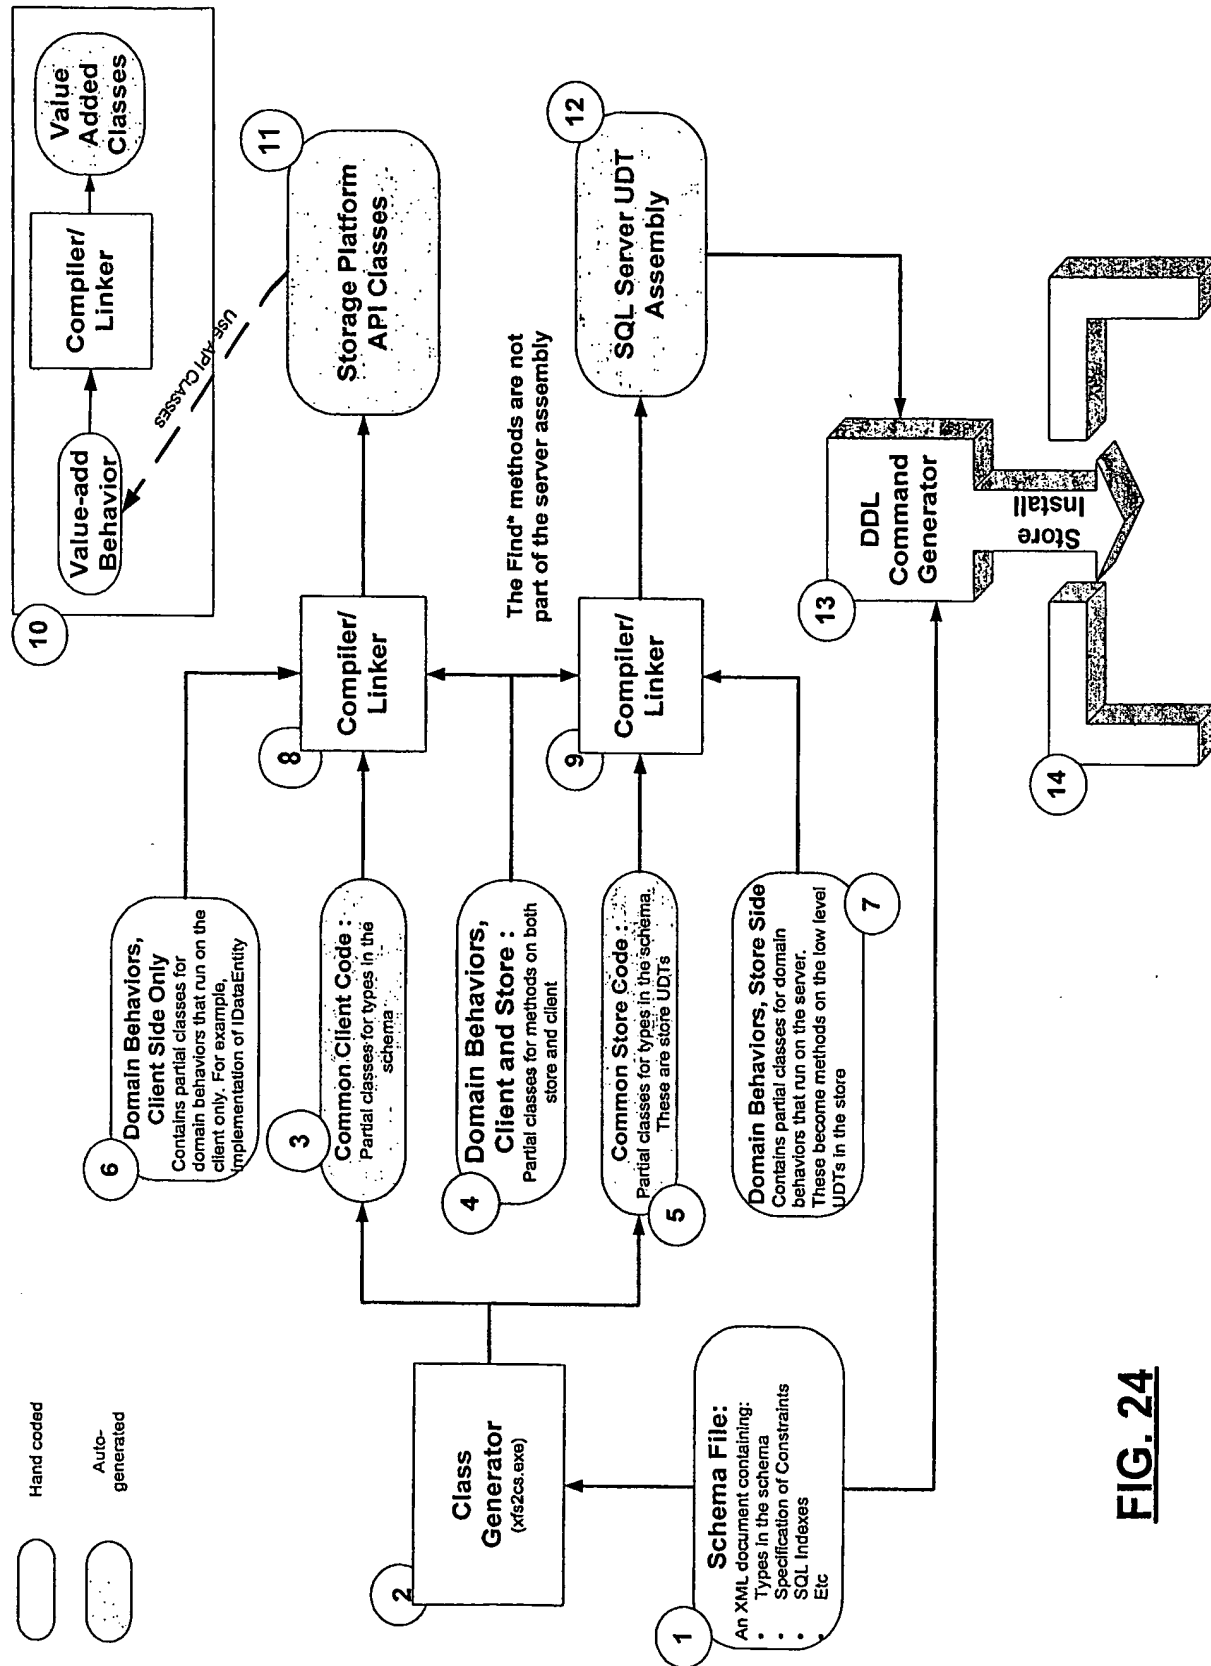 Hand coded
Auto-
generated
1
Schema File:
An XML document containing:
• Types in the schema
• Specification of Constraints
• SQL Indexes
• Etc
2
Class
Generator
(xfs2cs.exe)
6
Domain Behaviors,
Client Side Only
Contains partial classes for
domain behaviors that run on the
client only. For example,
Implementation of IDataEntity
3
Common Client Code :
Partial classes for types in the
schema
4
Domain Behaviors,
Client and Store :
Partial classes for methods on both
store and client
5
Common Store Code :
Partial classes for types in the schema.
These are store UDTs
7
Domain Behaviors, Store Side
Contains partial classes for domain
behaviors that run on the server.
These become methods on the low level
UDTs in the store
8
Compiler/
Linker
9
Compiler/
Linker
The Find* methods are not
part of the server assembly
10
Value-add
Behavior
Compiler/
Linker
Value
Added
Classes
USE API CLASSES
11
Storage Platform
API Classes
12
SQL Server UDT
Assembly
13
DDL
Command
Generator
Store
Install
14
FIG. 24